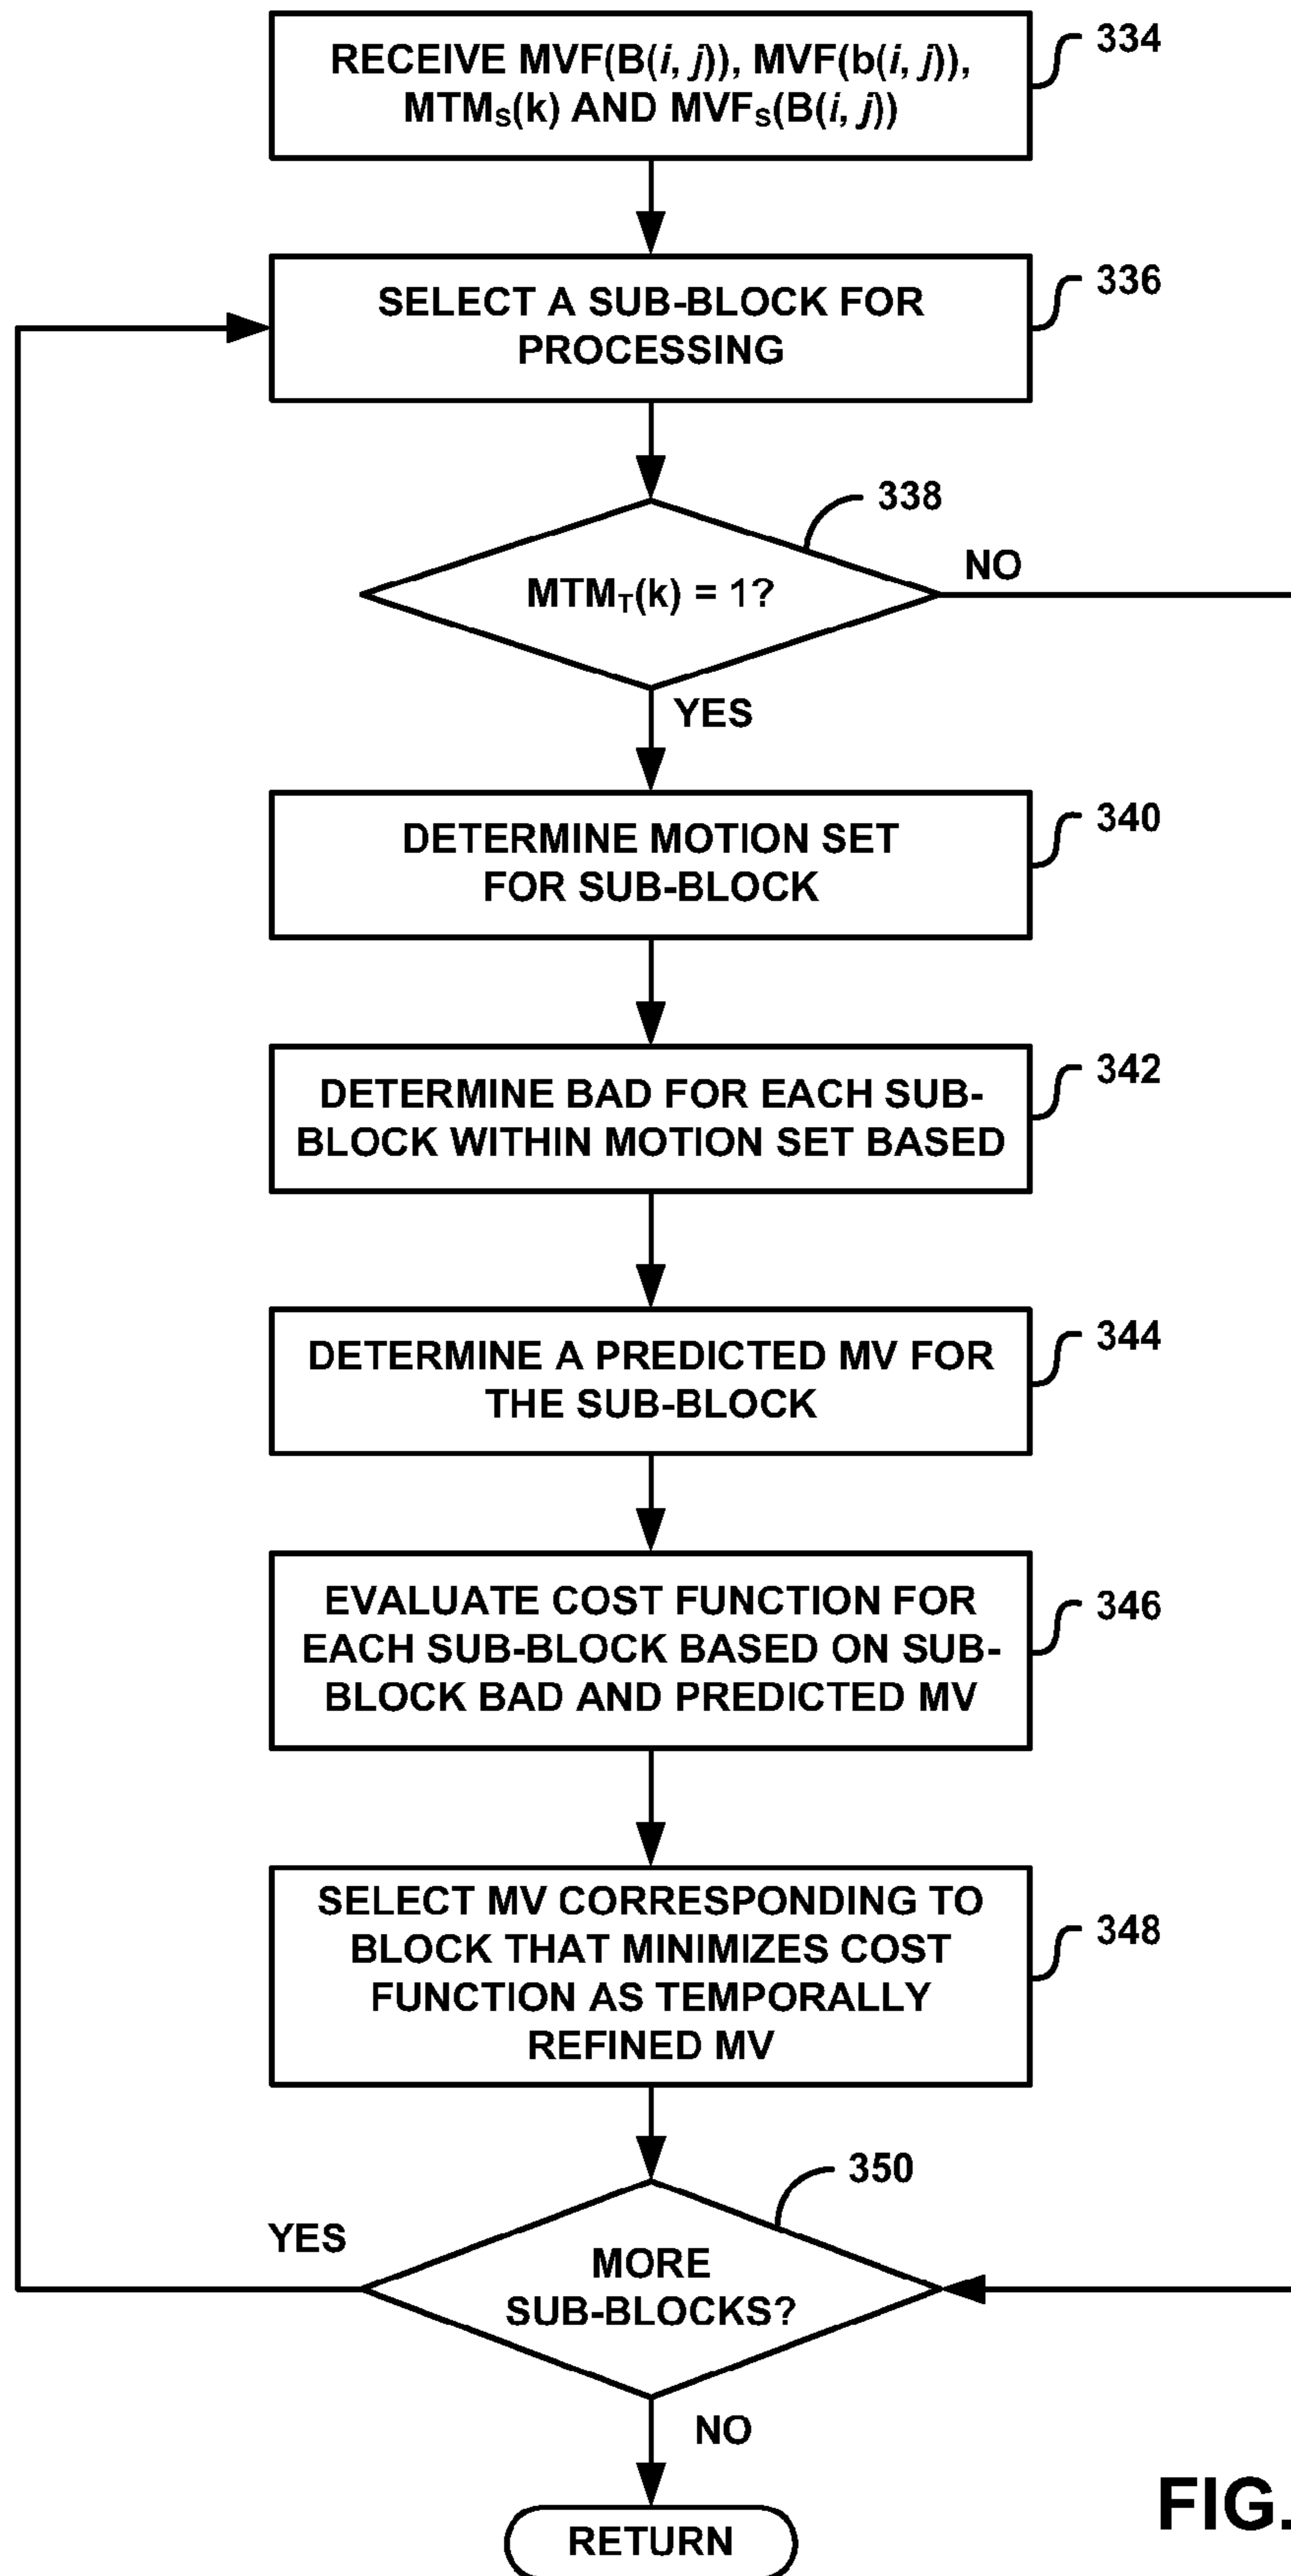 RECEIVE MVF(B(i, j)), MVF(b(i, j)),
MTMS(k) AND MVFS(B(i, j))
334
SELECT A SUB-BLOCK FOR
PROCESSING
336
338
MTMT(k) = 1?
NO
YES
DETERMINE MOTION SET
FOR SUB-BLOCK
340
DETERMINE BAD FOR EACH SUB-
BLOCK WITHIN MOTION SET BASED
342
DETERMINE A PREDICTED MV FOR
THE SUB-BLOCK
344
EVALUATE COST FUNCTION FOR
EACH SUB-BLOCK BASED ON SUB-
BLOCK BAD AND PREDICTED MV
346
SELECT MV CORRESPONDING TO
BLOCK THAT MINIMIZES COST
FUNCTION AS TEMPORALLY
REFINED MV
348
350
YES
MORE
SUB-BLOCKS?
NO
RETURN
FIG.